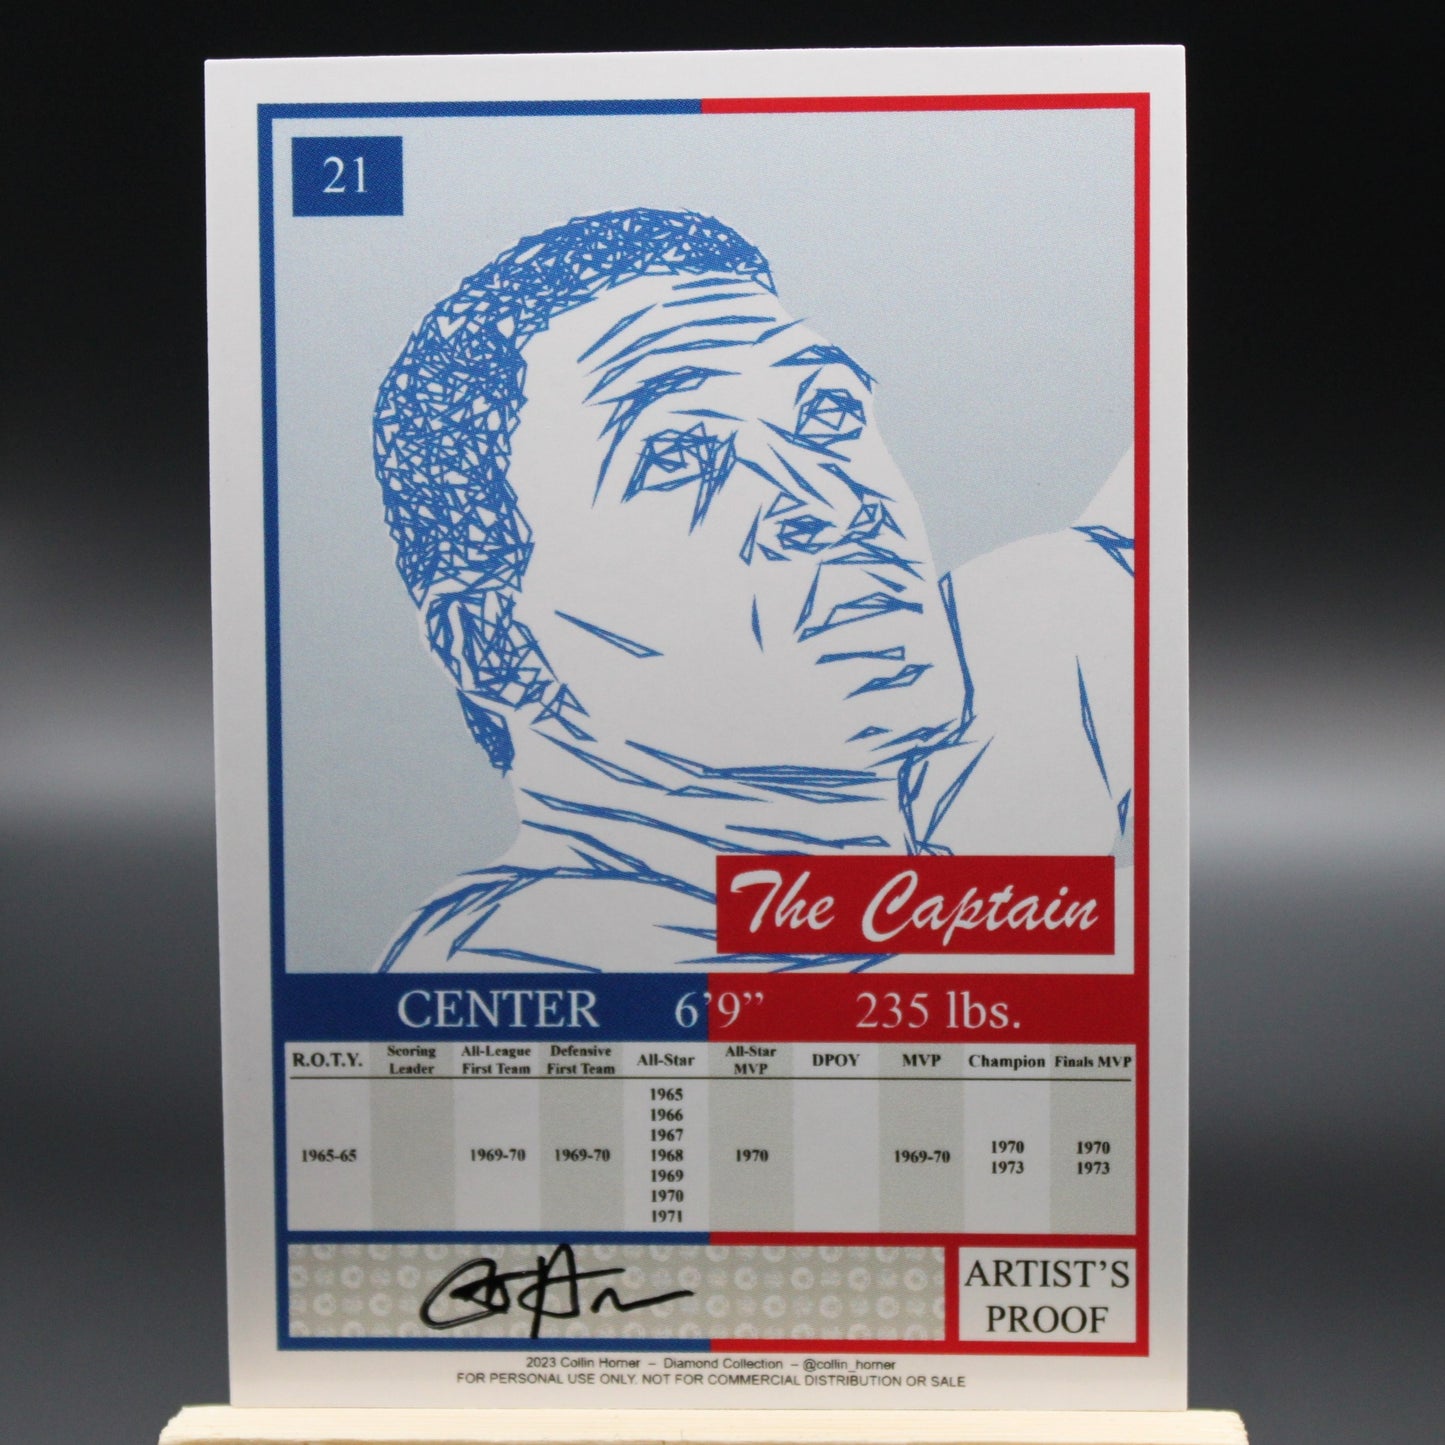 21
The Captain
CENTER 6’9” 235 lbs.
R.O.T.Y. Scoring Leader All-League First Team Defensive First Team All-Star All-Star MVP DPOY MVP Champion Finals MVP
1965
1966
1967
1965-65 1969-70 1969-70 1968 1970 1969-70 1970 1973 1970 1973
1969
1970
1971
ARTIST’S
PROOF
2023 Collin Horner – Diamond Collection – @collin_horner
FOR PERSONAL USE ONLY. NOT FOR COMMERCIAL DISTRIBUTION OR SALE